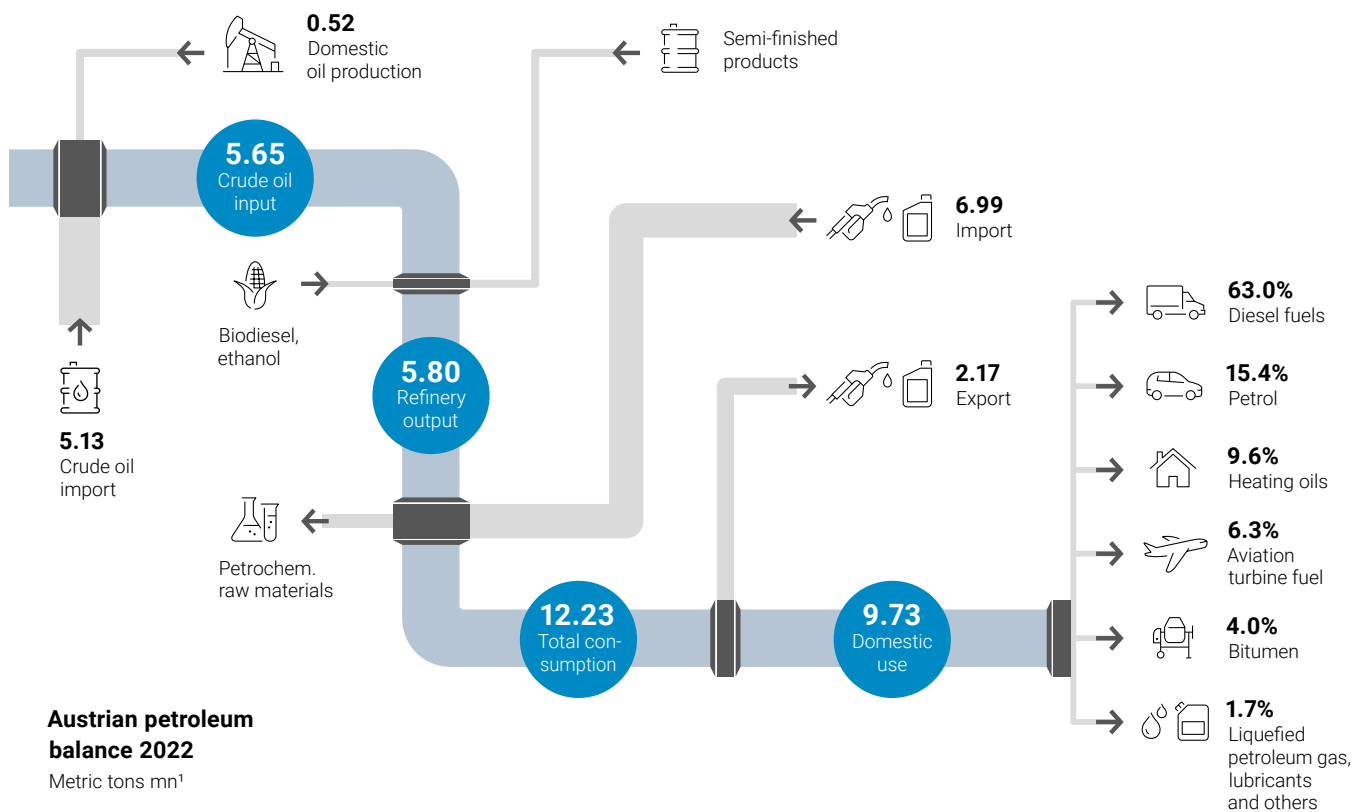 0.52
Domestic
oil production
Semi-finished
products
5.65
Crude oil
input
6.99
Import
Biodiesel,
ethanol
5.13
Crude oil
import
5.80
Refinery
output
2.17
Export
Petrochem.
raw materials
12.23
Total con-
sumption
9.73
Domestic
use
63.0%
Diesel fuels
15.4%
Petrol
9.6%
Heating oils
6.3%
Aviation
turbine fuel
4.0%
Bitumen
1.7%
Liquefied
petroleum gas,
lubricants
and others
Austrian petroleum
balance 2022
Metric tons mn¹